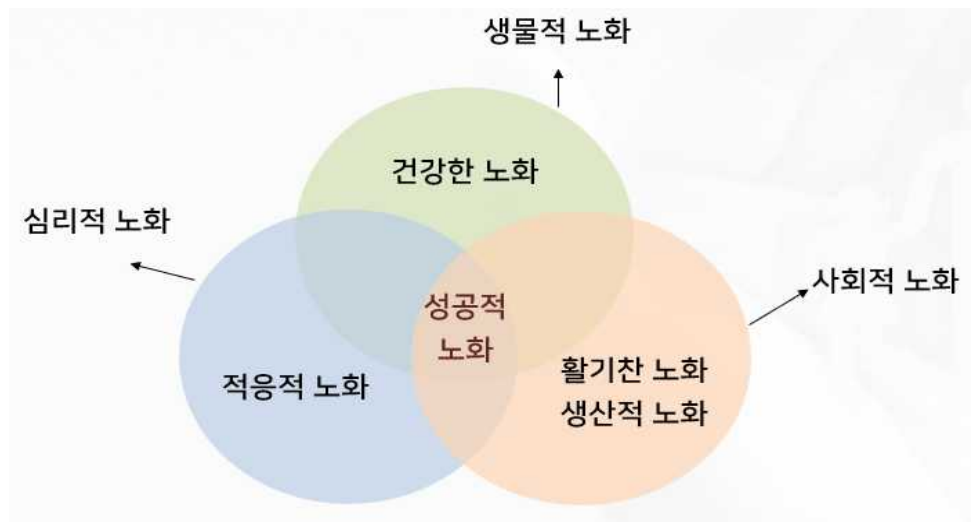 생물적 노화
건강한 노화
심리적 노화
사회적 노화
성공적
노화
적응적 노화
활기찬 노화
생산적 노화